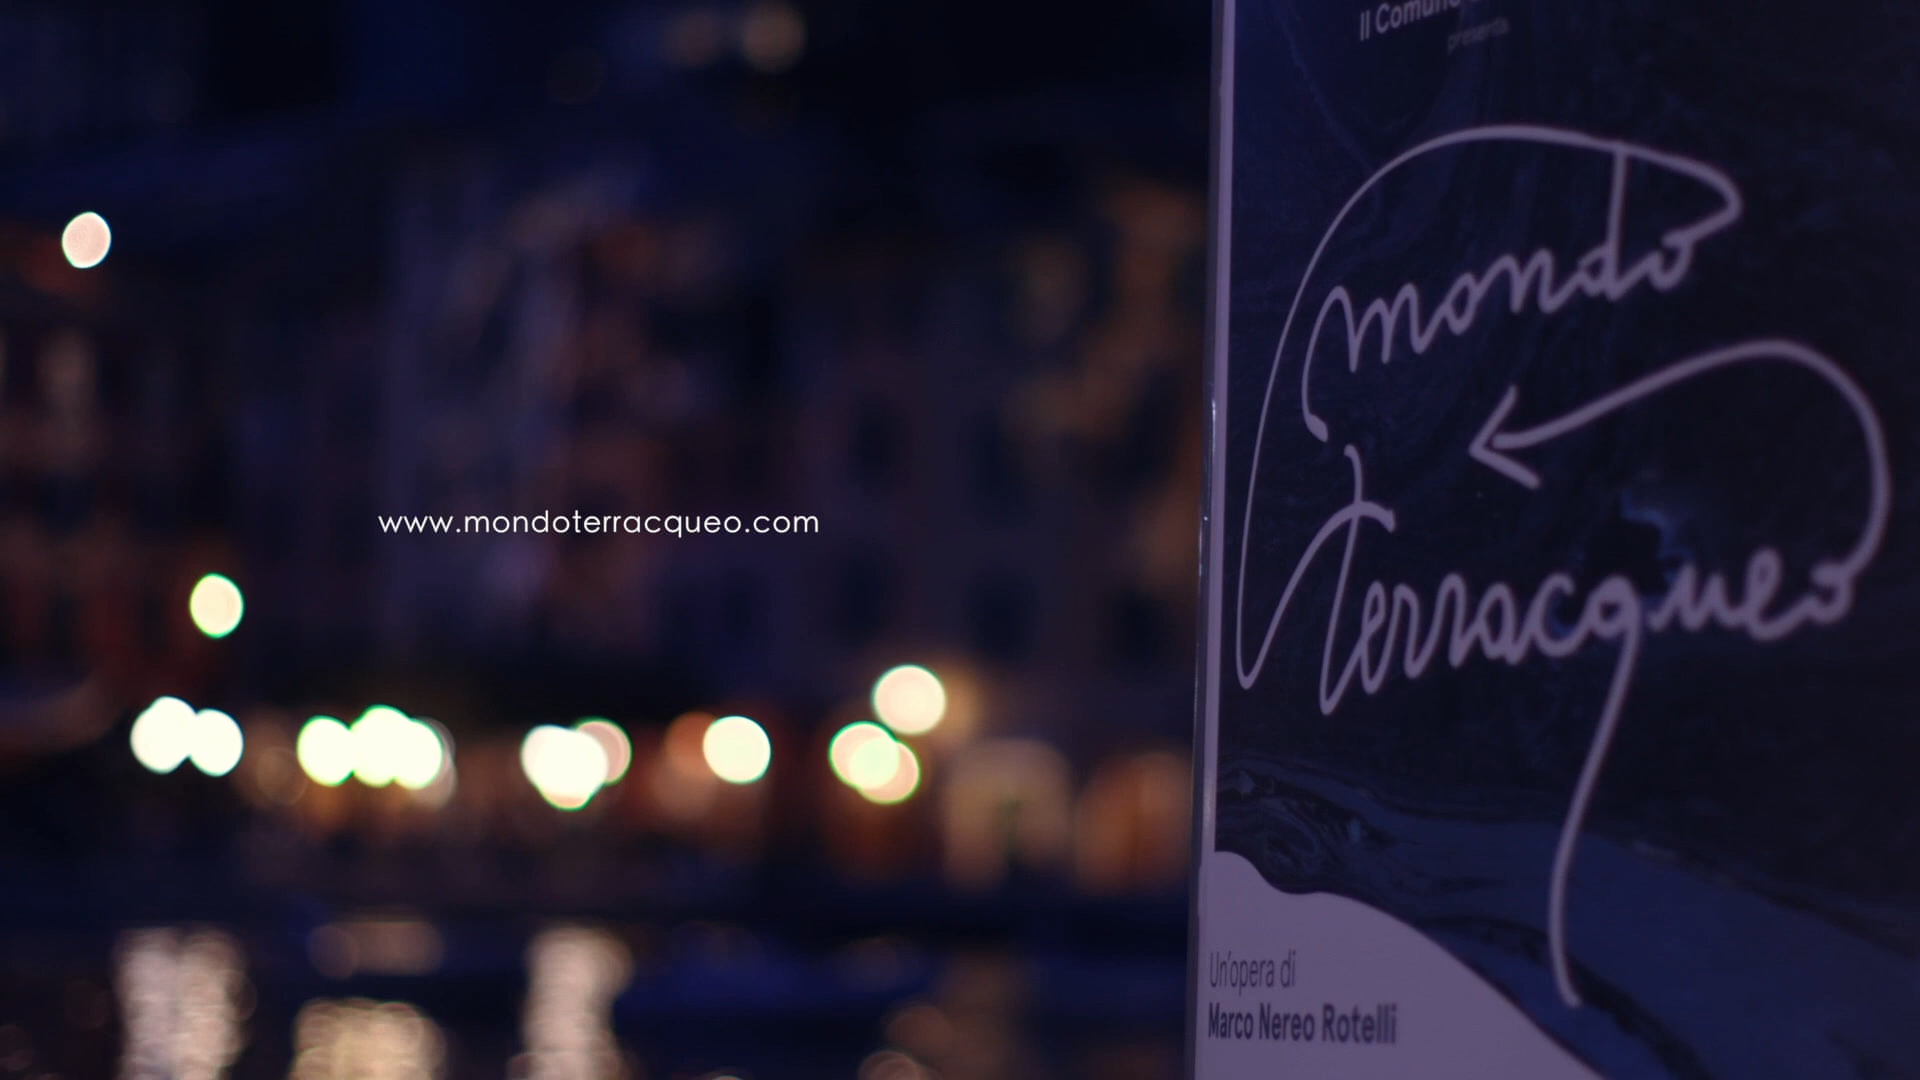 Il Comune
presenta
mondo
Terracqueo
www.mondoterracqueo.com
Un'opera di
Marco Nereo Rotelli